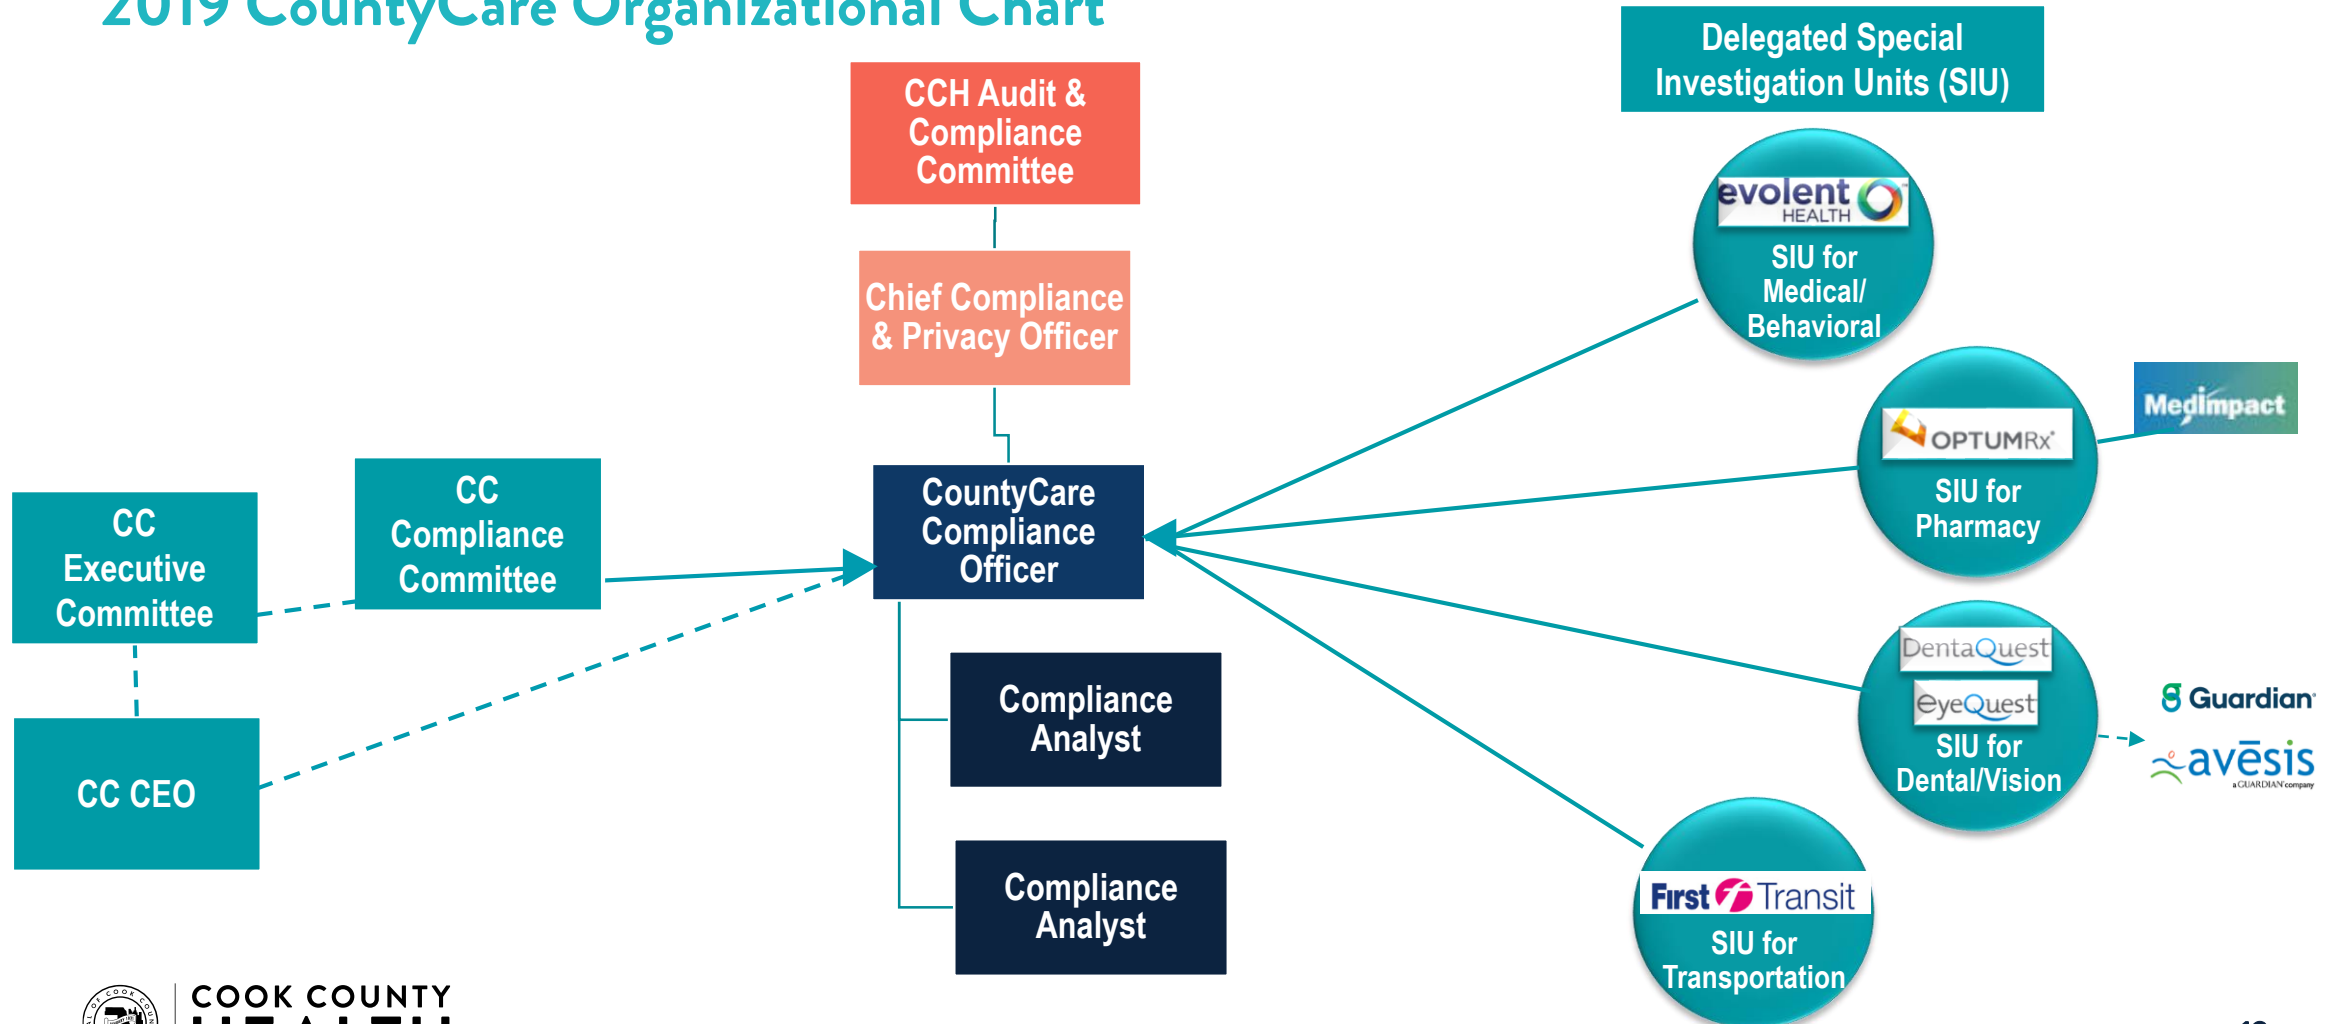 2019 CountyCare Organizational Chart
Delegated Special
Investigation Units (SIU)
CCH Audit &
Compliance
Committee
Chief Compliance
& Privacy Officer
CC
Executive
Committee
CC
Compliance
Committee
CC CEO
CountyCare
Compliance
Officer
Compliance
Analyst
Compliance
Analyst
evolent
HEALTH
SIU for
Medical/
Behavioral
OPTUMRx
SIU for
Pharmacy
MedImpact
DentaQuest
eyeQuest
SIU for
Dental/Vision
Guardian
avēsis
a GUARDIAN company
First Transit
SIU for
Transportation
COOK COUNTY
HEALTH